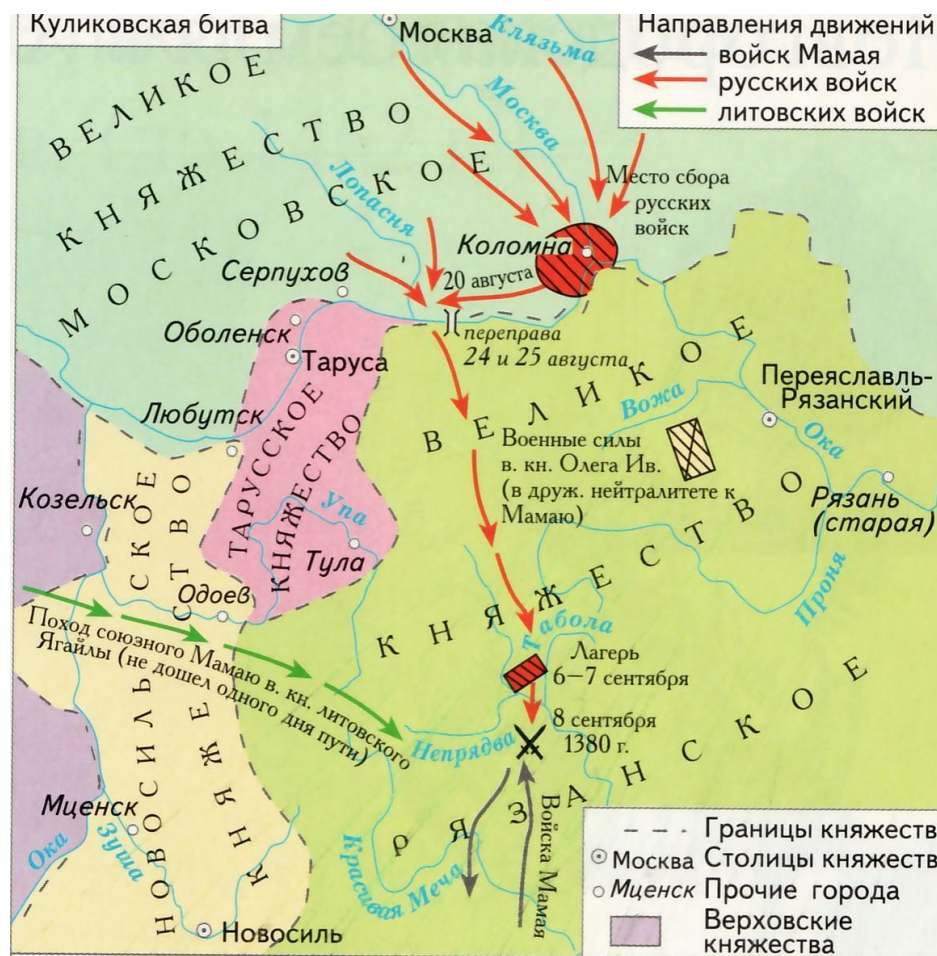 Куликовская битва
Направления движений
войск Мамая
русских войск
литовских войск
Москва
Клязьма
Москва
ВЕЛИКОЕ
КНЯЖЕСТВО
МОСКОВСКОЕ
Лопасня
Место сбора
русских
войск
Коломна
Серпухов
20 августа
Оболенск
переправа
24 и 25 августа
Таруса
Переяславль-
Рязанский
Любутск
ТАРУССКОЕ
КНЯЖЕСТВО
ВЕЛИКОЕ
КНЯЖЕСТВО
РЯЗАНСКОЕ
Вожа
Ока
Военные силы
в. кн. Олега Ив.
(в друж. нейтралитете к
Мамаю)
Рязань
(старая)
Козельск
Упа
Тула
Проня
Одоев
НОВОСИЛЬСКОЕ
КНЯЖЕСТВО
Поход союзного Мамаю в. кн. литовского
Ягайлы (не дошел одного дня пути)
Табола
Лагерь
6–7 сентября
8 сентября
1380 г.
Непрядва
Войска Мамая
Красивая Меча
Мценск
Зуша
Ока
Новосиль
Границы княжеств
Москва Столицы княжеств
Мценск Прочие города
Верховские
княжества